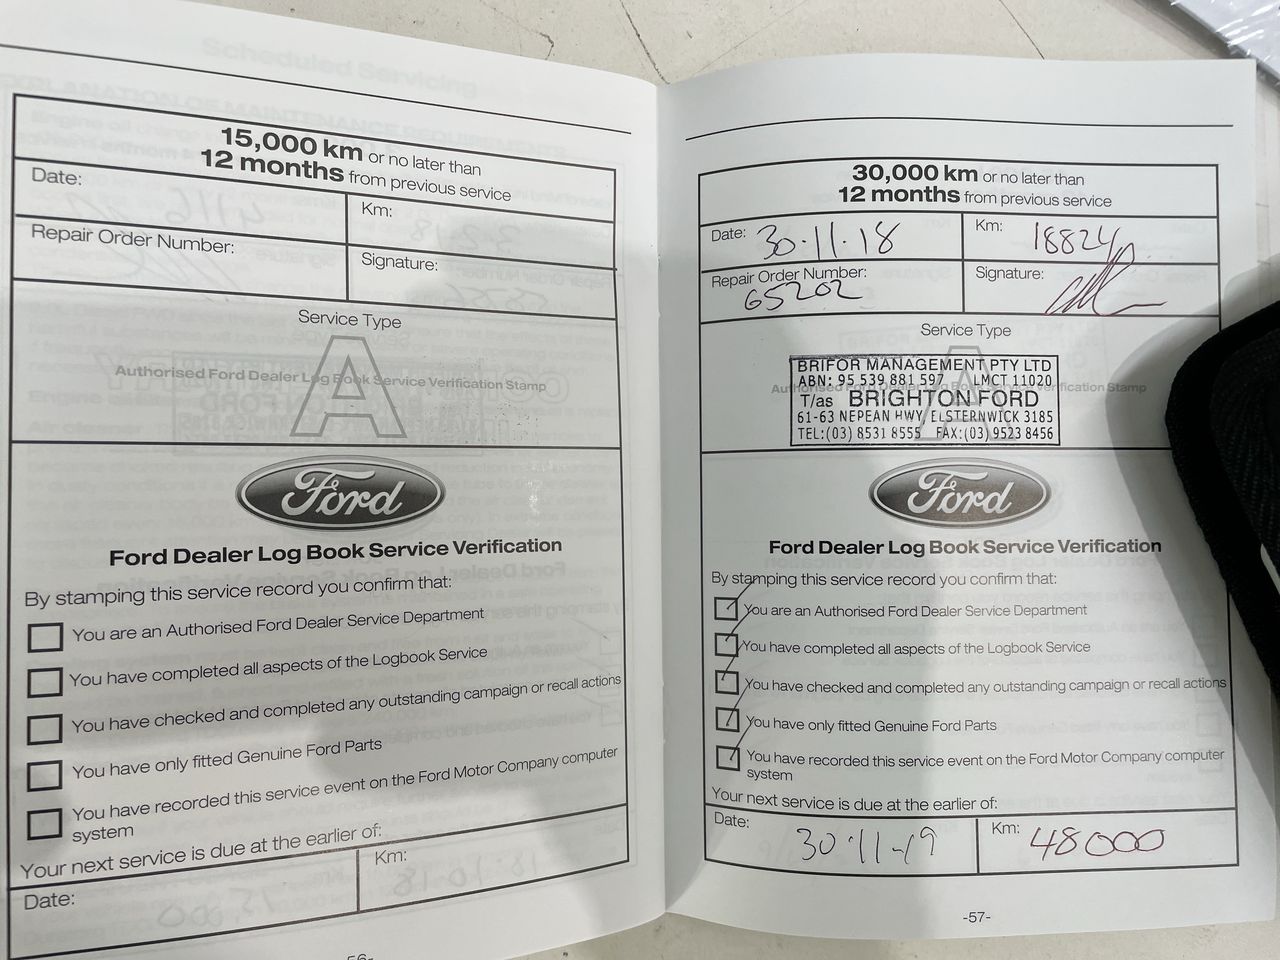 15,000 km or no later than
12 months from previous service
Date:
Km:
Repair Order Number:
Signature:
Service Type
A
Authorised Ford Dealer Log Book Service Verification Stamp
Ford
Ford Dealer Log Book Service Verification
By stamping this service record you confirm that:
You are an Authorised Ford Dealer Service Department
You have completed all aspects of the Logbook Service
You have checked and completed any outstanding campaign or recall actions
You have only fitted Genuine Ford Parts
You have recorded this service event on the Ford Motor Company computer
system
Your next service is due at the earlier of:
Date:
Km:
30,000 km or no later than
12 months from previous service
Date: 30·11·18
Km: 18824
Repair Order Number:
65202
Signature:
Service Type
BRIFOR MANAGEMENT PTY LTD
ABN: 95 539 881 597 LMCT 11020
T/as BRIGHTON FORD
61-63 NEPEAN HWY, ELSTERNWICK 3185
TEL:(03) 8531 8555 FAX:(03) 9523 8456
A
Authorised Ford Dealer Log Book Service Verification Stamp
Ford
Ford Dealer Log Book Service Verification
By stamping this service record you confirm that:
You are an Authorised Ford Dealer Service Department
You have completed all aspects of the Logbook Service
You have checked and completed any outstanding campaign or recall actions
You have only fitted Genuine Ford Parts
You have recorded this service event on the Ford Motor Company computer
system
Your next service is due at the earlier of:
Date: 30·11·19
Km: 48000
-57-